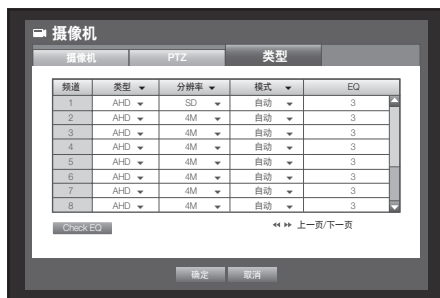 摄像机
摄像机 PTZ 类型
频道 类型 分辨率 模式 EQ
1 AHD SD 自动 3
2 AHD 4M 自动 3
3 AHD 4M 自动 3
4 AHD 4M 自动 3
5 AHD 4M 自动 3
6 AHD 4M 自动 3
7 AHD 4M 自动 3
8 AHD 4M 自动 3
Check EQ 上一页/下一页
确定 取消